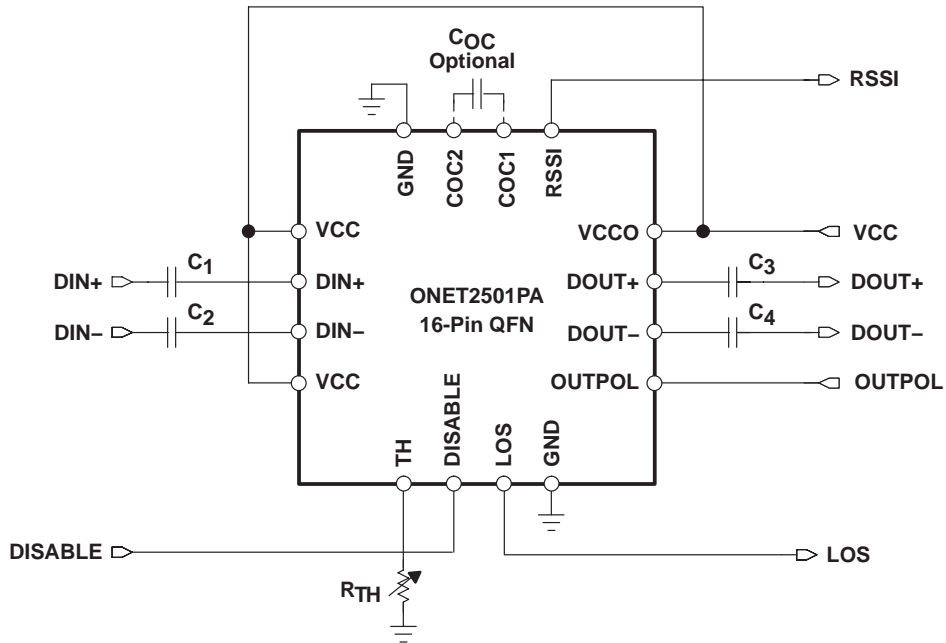 COC
Optional
RSSI
GND
COC2
COC1
RSSI
VCC
VCCO
VCC
DIN+
C1
DIN+
DOUT+
C3
DOUT+
ONET2501PA
16-Pin QFN
DIN–
C2
DIN–
DOUT–
C4
DOUT–
VCC
OUTPOL
OUTPOL
TH
DISABLE
LOS
GND
DISABLE
LOS
RTH